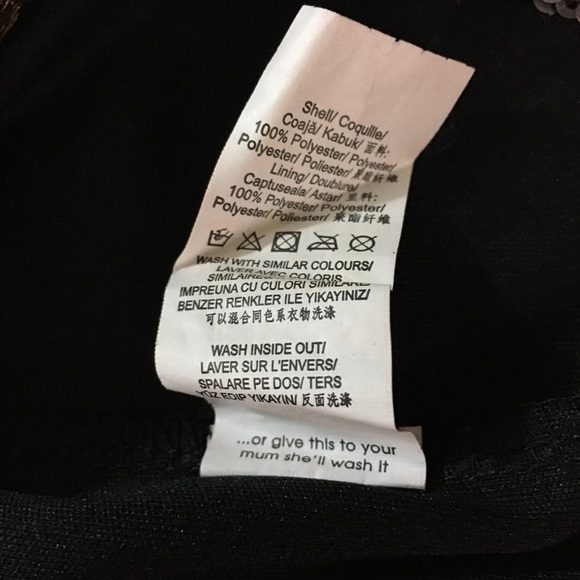 Shell/ Coquille/
Coajă/ Kabuk/ 面料:
100% Polyester/ Polyester/
Polyester/ Poliester/ 聚酯纤维
Lining/ Doublure/
Captuseala/ Astar/ 里料:
100% Polyester/ Polyester/
Polyester/ Poliester/ 聚酯纤维
WASH WITH SIMILAR COLOURS/
LAVER AVEC COLORIS
SIMILAIRES
IMPREUNA CU CULORI SIMILARE/
BENZER RENKLER ILE YIKAYINIZ/
可以混合同色系衣物洗涤
WASH INSIDE OUT/
LAVER SUR L'ENVERS/
SPALARE PE DOS/ TERS
YÜZ EDIP YIKAYIN/ 反面洗涤
...or give this to your
mum she'll wash it